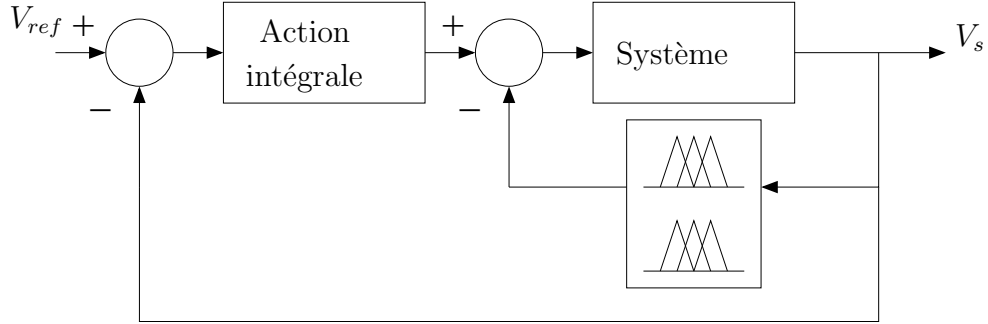 V_ref
+
−
Action
intégrale
+
−
Système
V_s